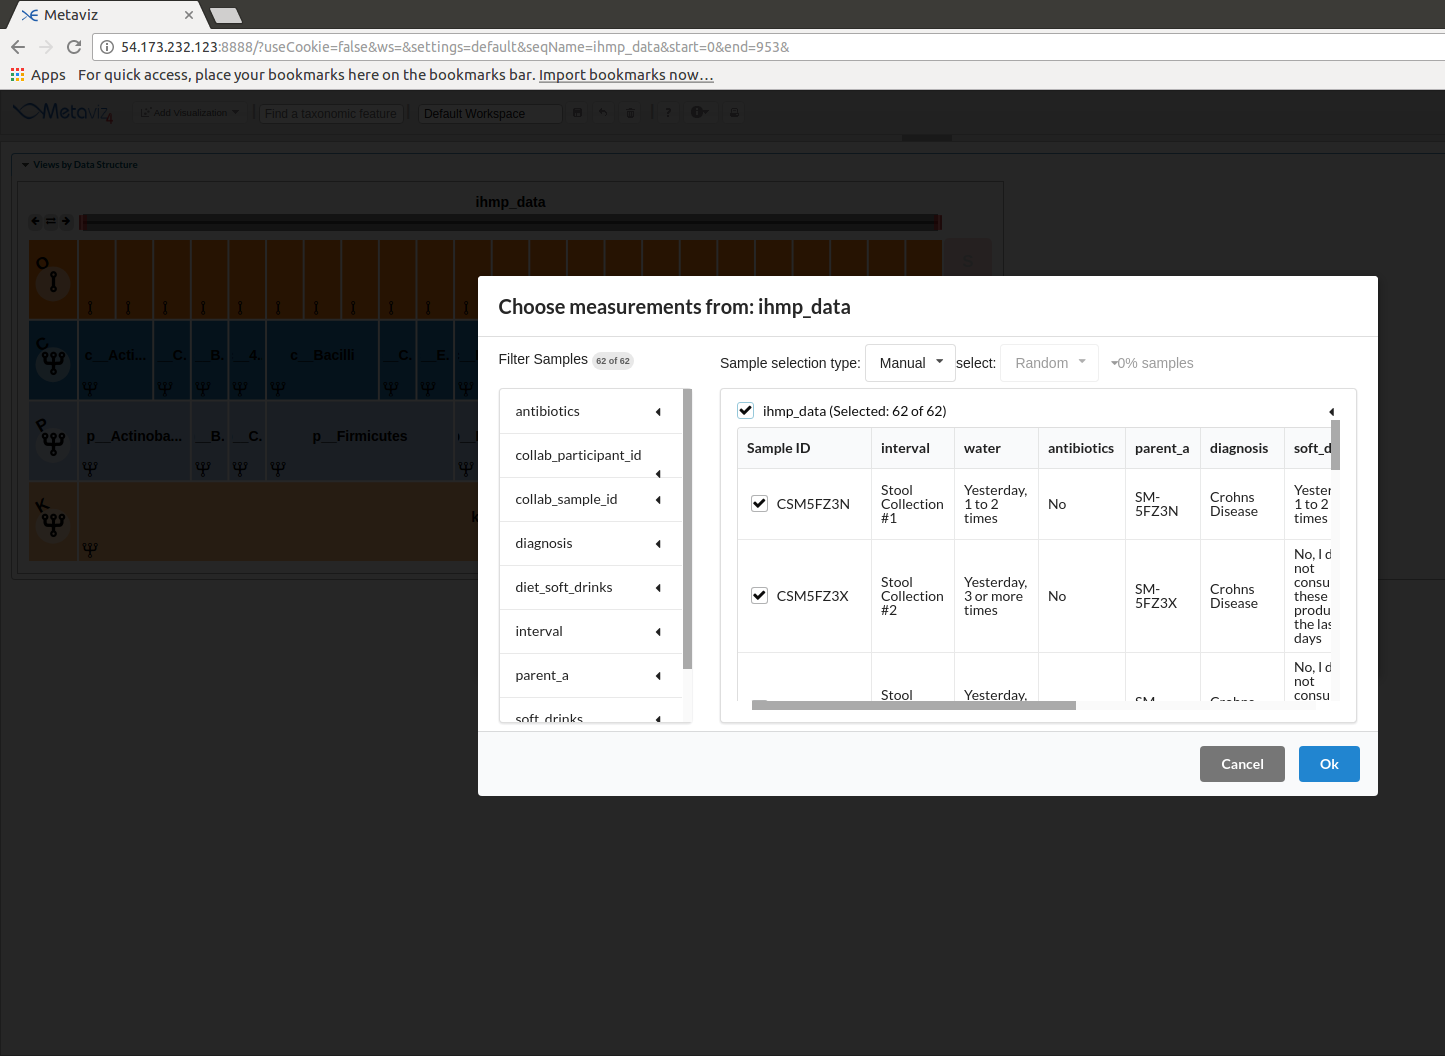 Metaviz
54.173.232.123:8888/?useCookie=false&ws=&settings=default&seqName=ihmp_data&start=0&end=953&
Apps For quick access, place your bookmarks here on the bookmarks bar. Import bookmarks now...
Metaviz 4 Add Visualization Find a taxonomic feature Default Workspace ?
Views by Data Structure
ihmp_data
O
C c__Acti... __C. __B. __4. c__Bacilli __C. __E.
P p__Actinoba... __B. __C. p__Firmicutes
K k
Choose measurements from: ihmp_data
Filter Samples 62 of 62
Sample selection type: Manual select: Random 0% samples
antibiotics
collab_participant_id
collab_sample_id
diagnosis
diet_soft_drinks
interval
parent_a
soft_drinks
ihmp_data (Selected: 62 of 62)
Sample ID interval water antibiotics parent_a diagnosis soft_d
CSM5FZ3N Stool Collection #1 Yesterday, 1 to 2 times No SM-5FZ3N Crohns Disease Yester 1 to 2 times
CSM5FZ3X Stool Collection #2 Yesterday, 3 or more times No SM-5FZ3X Crohns Disease No, I d not consu these produ the las days
Stool Yesterday, SM- Crohns No, I d not consu
Cancel Ok